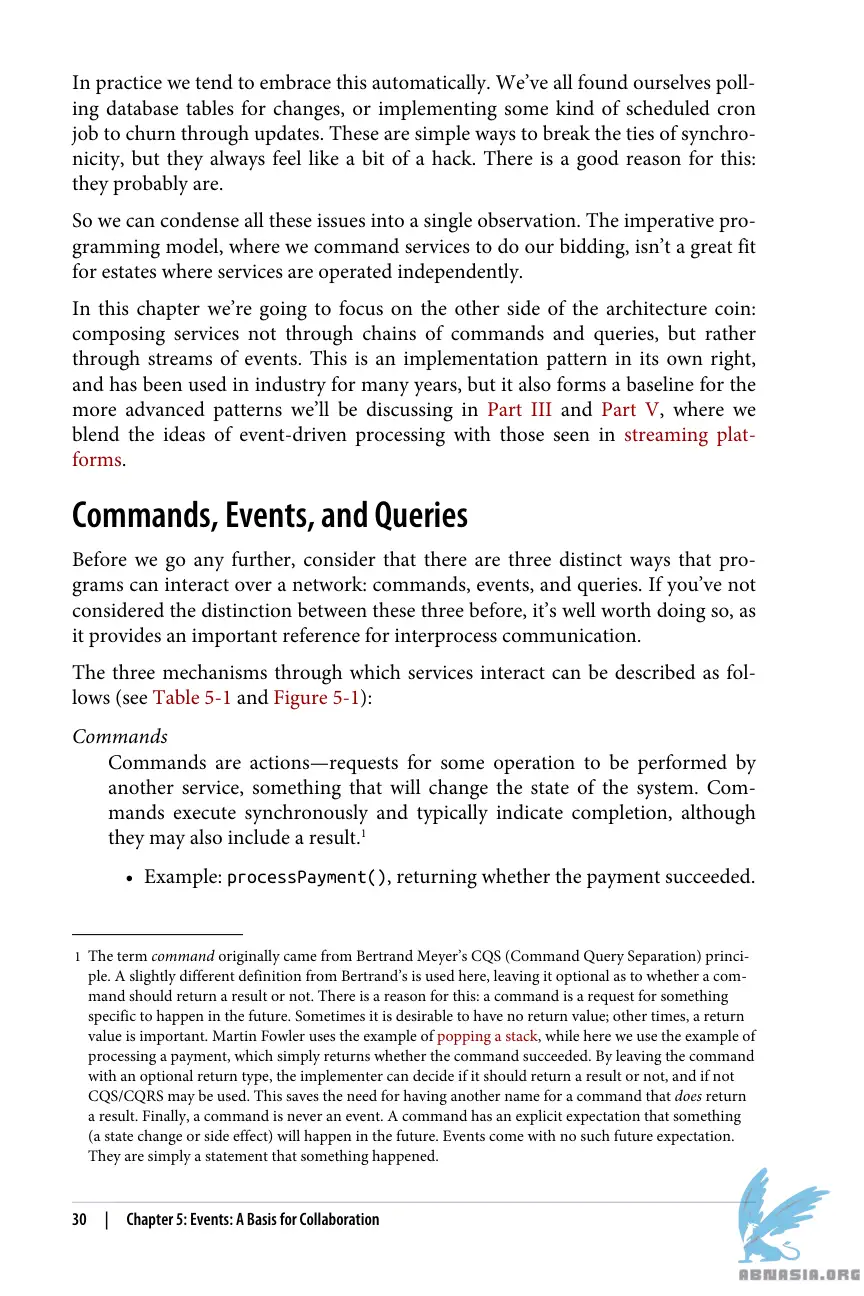 In practice we tend to embrace this automatically. We’ve all found ourselves poll-
ing database tables for changes, or implementing some kind of scheduled cron
job to churn through updates. These are simple ways to break the ties of synchro-
nicity, but they always feel like a bit of a hack. There is a good reason for this:
they probably are.
So we can condense all these issues into a single observation. The imperative pro-
gramming model, where we command services to do our bidding, isn’t a great fit
for estates where services are operated independently.
In this chapter we’re going to focus on the other side of the architecture coin:
composing services not through chains of commands and queries, but rather
through streams of events. This is an implementation pattern in its own right,
and has been used in industry for many years, but it also forms a baseline for the
more advanced patterns we’ll be discussing in Part III and Part V, where we
blend the ideas of event-driven processing with those seen in streaming plat-
forms.
Commands, Events, and Queries
Before we go any further, consider that there are three distinct ways that pro-
grams can interact over a network: commands, events, and queries. If you’ve not
considered the distinction between these three before, it’s well worth doing so, as
it provides an important reference for interprocess communication.
The three mechanisms through which services interact can be described as fol-
lows (see Table 5-1 and Figure 5-1):
Commands
Commands are actions—requests for some operation to be performed by
another service, something that will change the state of the system. Com-
mands execute synchronously and typically indicate completion, although
they may also include a result.1
• Example: processPayment(), returning whether the payment succeeded.
1 The term command originally came from Bertrand Meyer’s CQS (Command Query Separation) princi-
ple. A slightly different definition from Bertrand’s is used here, leaving it optional as to whether a com-
mand should return a result or not. There is a reason for this: a command is a request for something
specific to happen in the future. Sometimes it is desirable to have no return value; other times, a return
value is important. Martin Fowler uses the example of popping a stack, while here we use the example of
processing a payment, which simply returns whether the command succeeded. By leaving the command
with an optional return type, the implementer can decide if it should return a result or not, and if not
CQS/CQRS may be used. This saves the need for having another name for a command that does return
a result. Finally, a command is never an event. A command has an explicit expectation that something
(a state change or side effect) will happen in the future. Events come with no such future expectation.
They are simply a statement that something happened.
30 | Chapter 5: Events: A Basis for Collaboration
ABNASIA.ORG